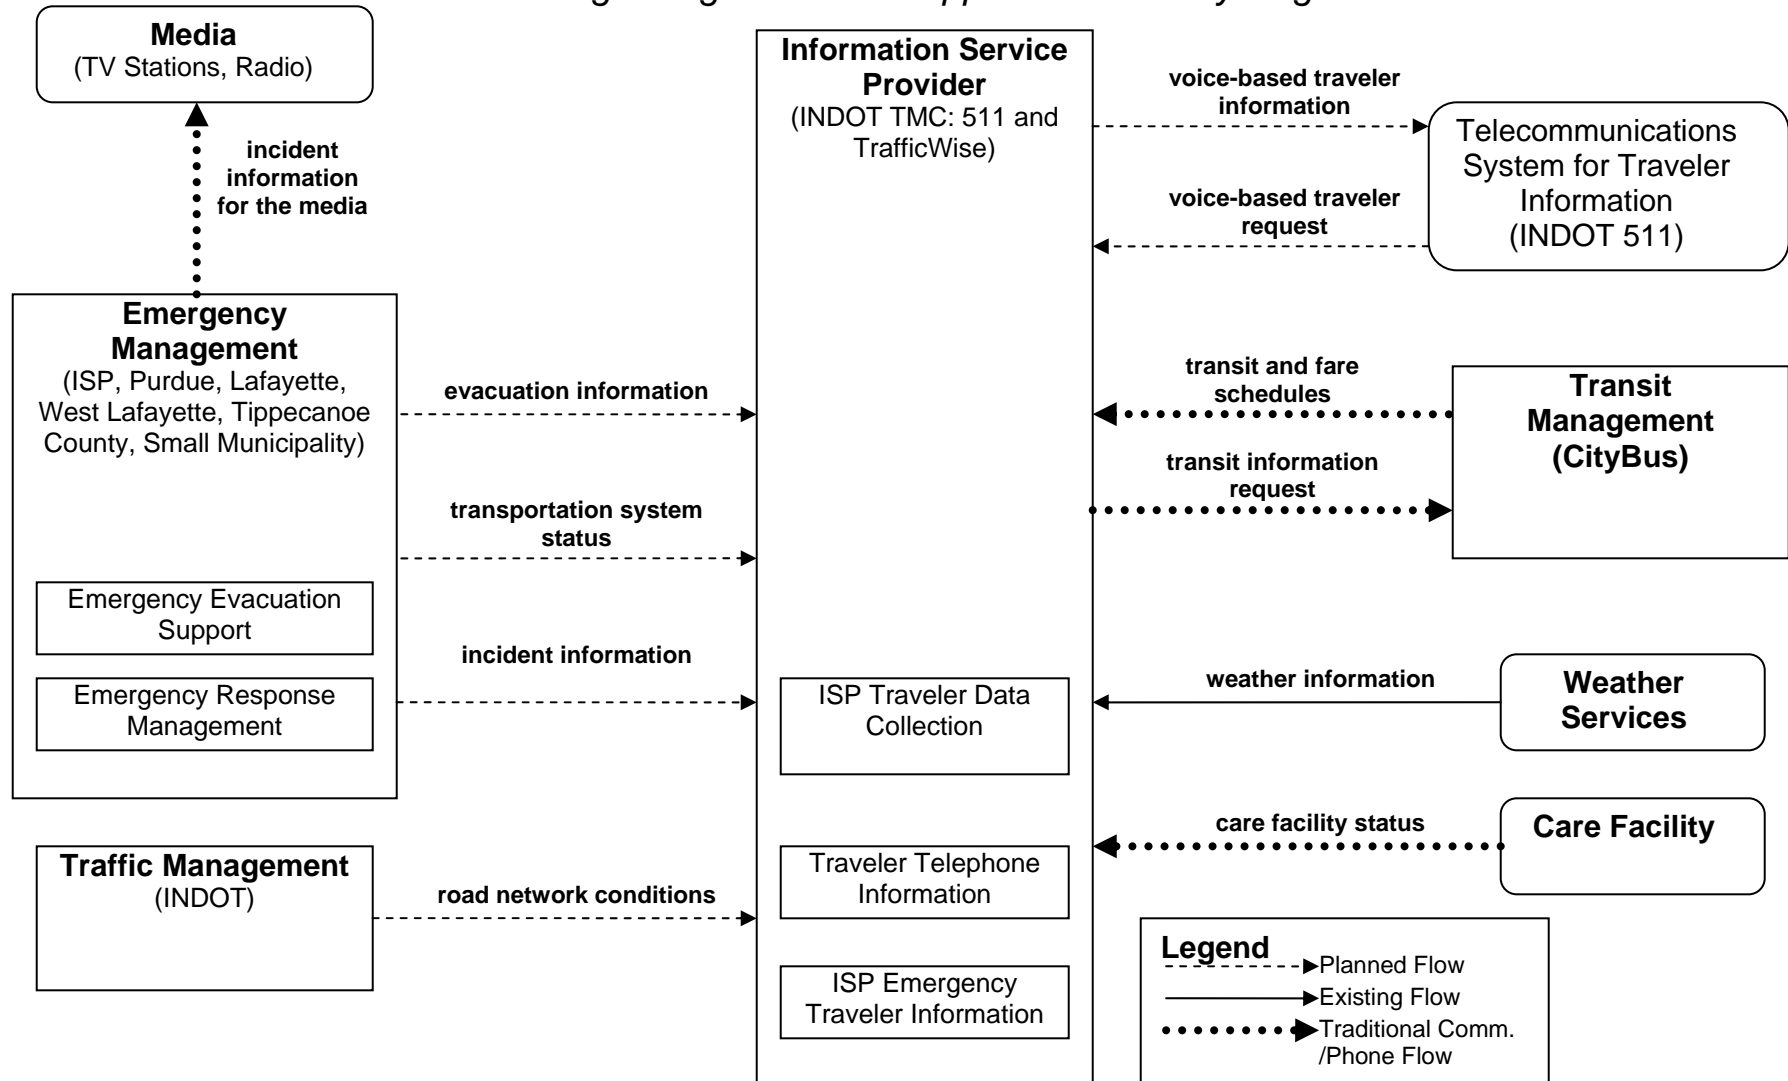 Media
(TV Stations, Radio)
incident
information
for the media
Emergency
Management
(ISP, Purdue, Lafayette,
West Lafayette, Tippecanoe
County, Small Municipality)
Emergency Evacuation
Support
Emergency Response
Management
Traffic Management
(INDOT)
evacuation information
transportation system
status
incident information
road network conditions
Information Service
Provider
(INDOT TMC: 511 and
TrafficWise)
ISP Traveler Data
Collection
Traveler Telephone
Information
ISP Emergency
Traveler Information
voice-based traveler
information
voice-based traveler
request
Telecommunications
System for Traveler
Information
(INDOT 511)
transit and fare
schedules
transit information
request
Transit
Management
(CityBus)
weather information
Weather
Services
care facility status
Care Facility
Legend
Planned Flow
Existing Flow
Traditional Comm.
/Phone Flow